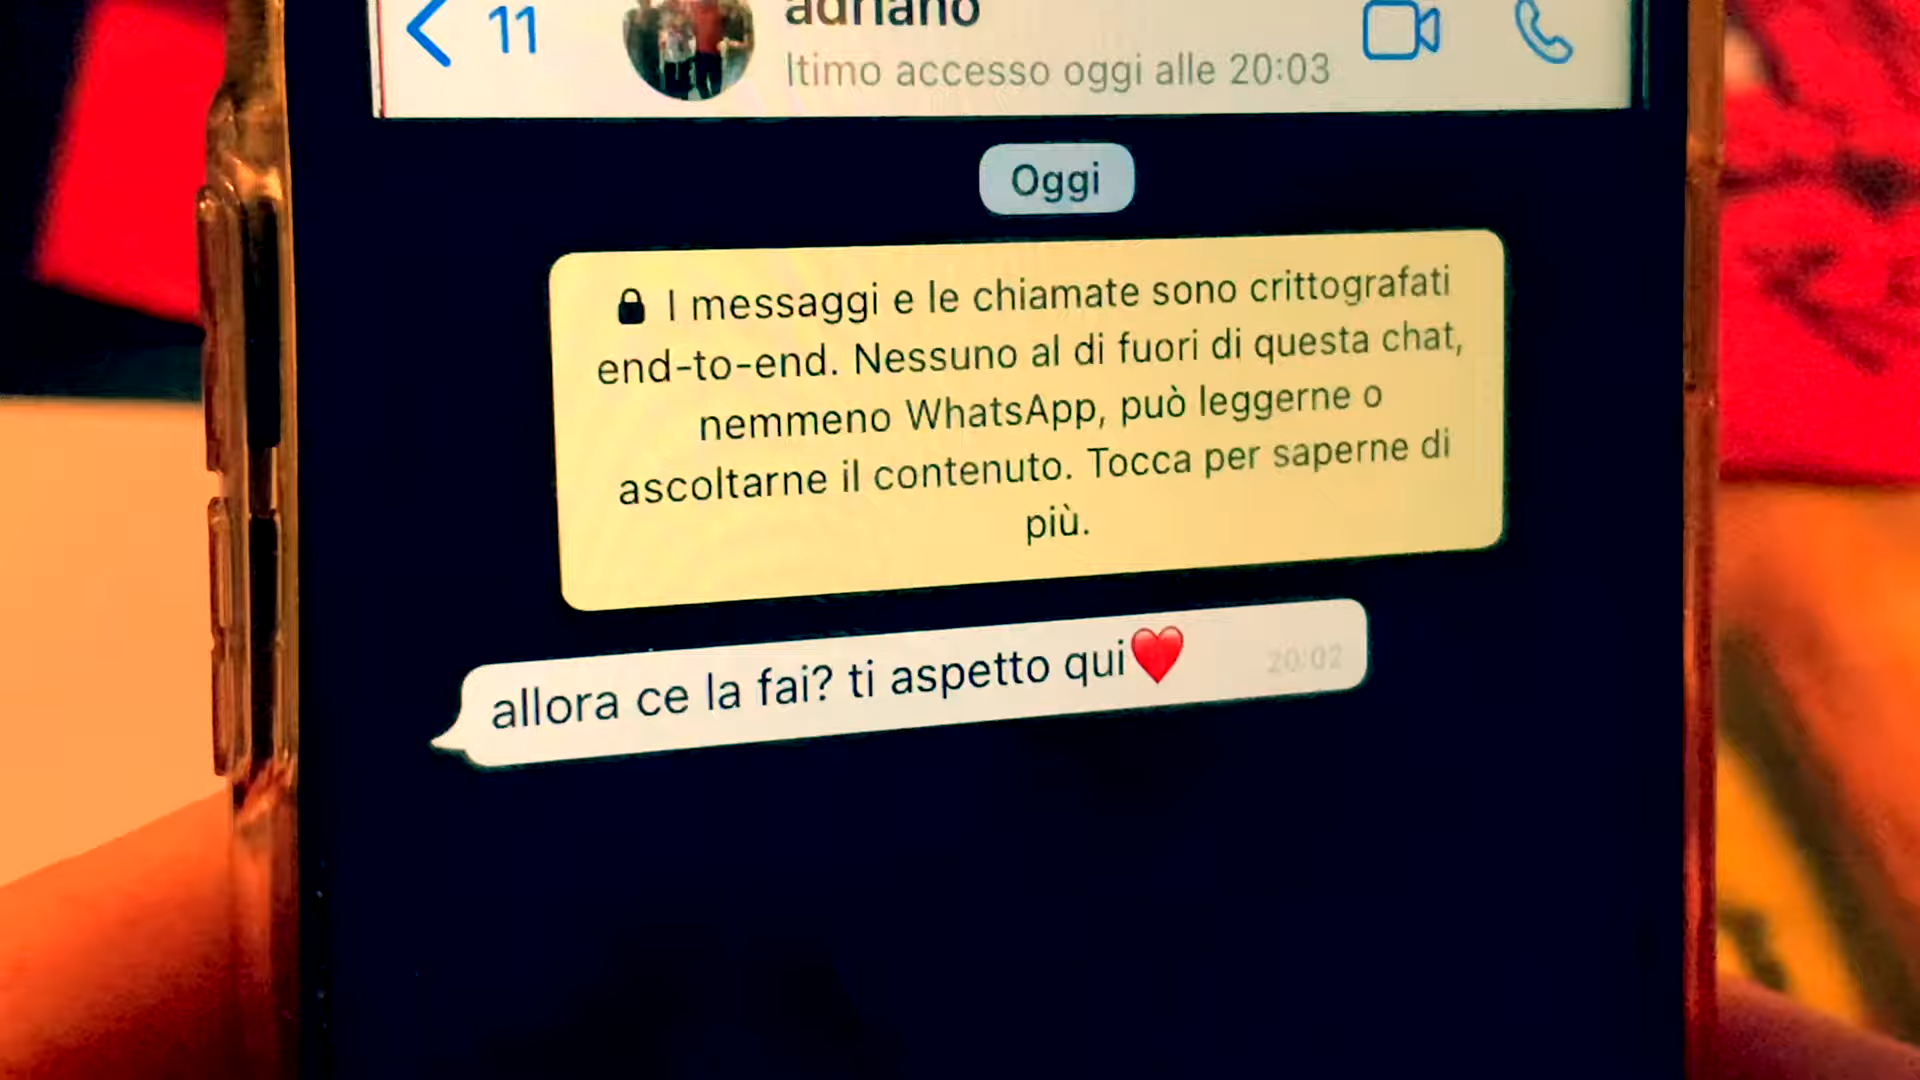 11
adriano
ltimo accesso oggi alle 20:03
Oggi
I messaggi e le chiamate sono crittografati
end-to-end. Nessuno al di fuori di questa chat,
nemmeno WhatsApp, può leggerne o
ascoltarne il contenuto. Tocca per saperne di
più.
allora ce la fai? ti aspetto qui❤️
20:02